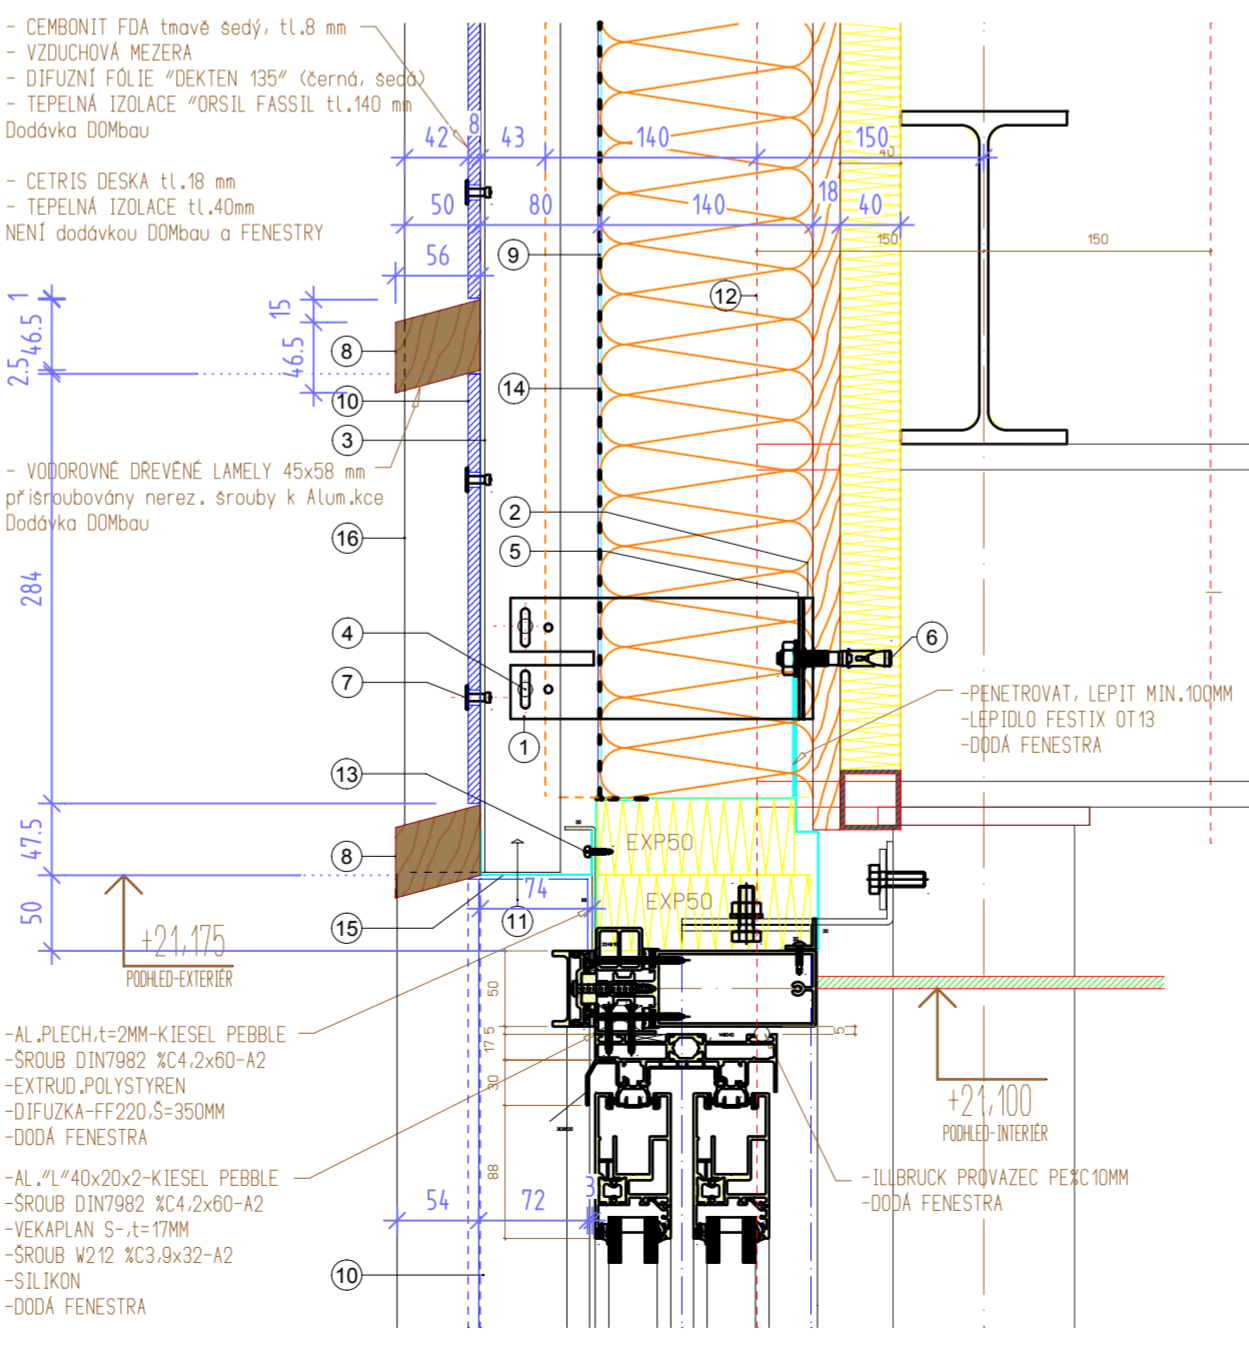 - CEMBONIT FDA tmavě šedý, tl.8 mm
- VZDUCHOVÁ MEZERA
- DIFUZNÍ FÓLIE "DEKTEN 135" (černá, šedá)
- TEPELNÁ IZOLACE "ORSIL FASSIL tl.140 mm
Dodávka DOMbau
- CETRIS DESKA tl.18 mm
- TEPELNÁ IZOLACE tl.40mm
NENÍ dodávkou DOMbau a FENESTRY
42 8 43 140 150
40
50 80 140 18 40
150 150
56
9
12
1
46.5
2.5
15
46.5
8
14
10
3
- VODOROVNÉ DŘEVĚNÉ LAMELY 45x58 mm
přišroubovány nerez. šrouby k Alum.kce
Dodávka DOMbau
2
16
5
284
4
6
7
-PENETROVAT, LEPIT MIN.100MM
-LEPIDLO FESTIX OT13
-DODÁ FENESTRA
1
13
47.5
8
EXP50
74
EXP50
50
15
11
+21,175
PODHLED-EXTERIÉR
50
5
17
5
30
88
-AL.PLECH,t=2MM-KIESEL PEBBLE
-ŠROUB DIN7982 %C4,2x60-A2
-EXTRUD.POLYSTYREN
-DIFUZKA-FF220,Š=350MM
-DODÁ FENESTRA
+21,100
PODHLED-INTERIÉR
-AL."L"40x20x2-KIESEL PEBBLE
-ŠROUB DIN7982 %C4,2x60-A2
-VEKAPLAN S-,t=17MM
-ŠROUB W212 %C3,9x32-A2
-SILIKON
-DODÁ FENESTRA
-ILLBRUCK PROVAZEC PE%C10MM
-DODÁ FENESTRA
54 72 3
10